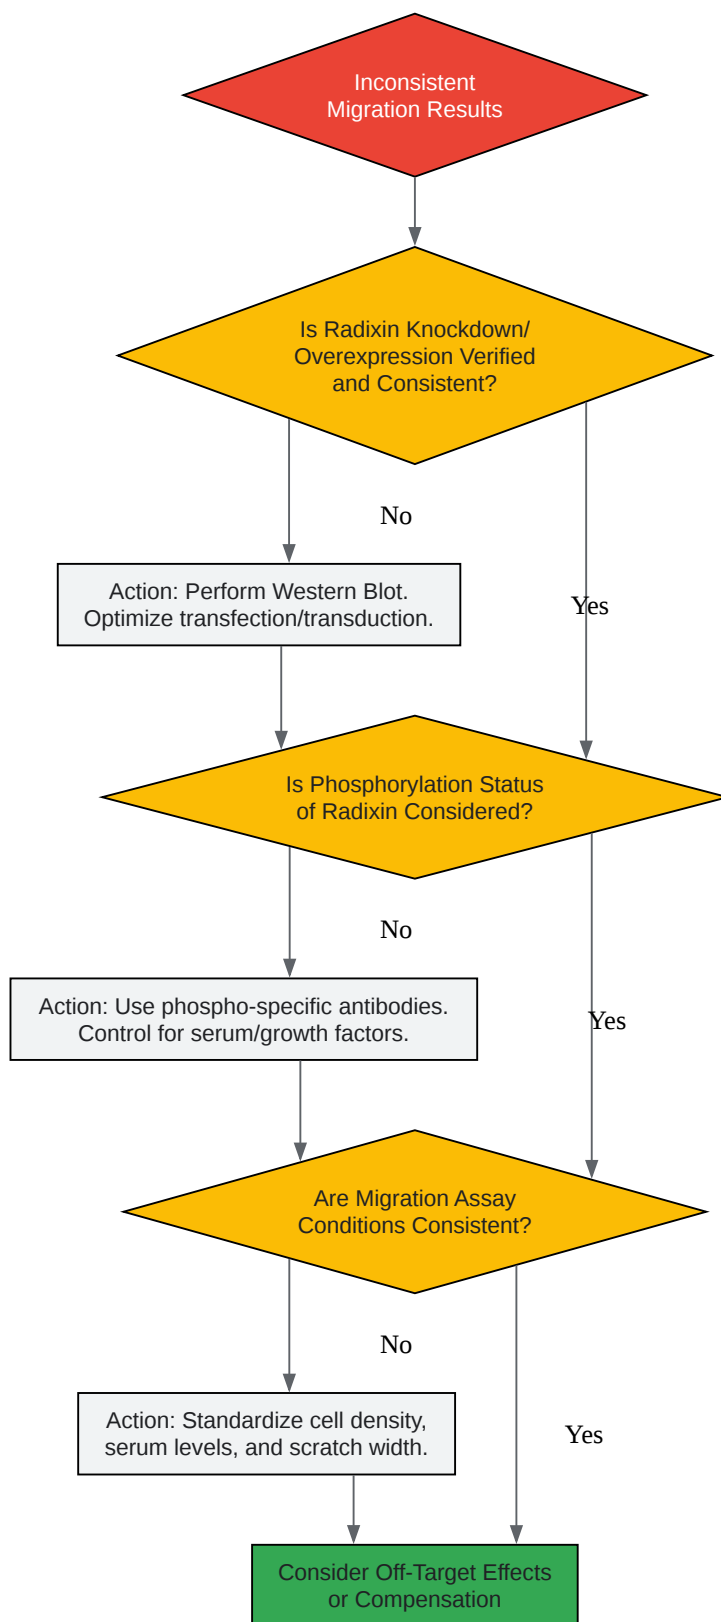 Inconsistent
Migration Results
Is Radixin Knockdown/
Overexpression Verified
and Consistent?
No
Action: Perform Western Blot.
Optimize transfection/transduction.
Yes
Is Phosphorylation Status
of Radixin Considered?
No
Action: Use phospho-specific antibodies.
Control for serum/growth factors.
Yes
Are Migration Assay
Conditions Consistent?
No
Action: Standardize cell density,
serum levels, and scratch width.
Yes
Consider Off-Target Effects
or Compensation